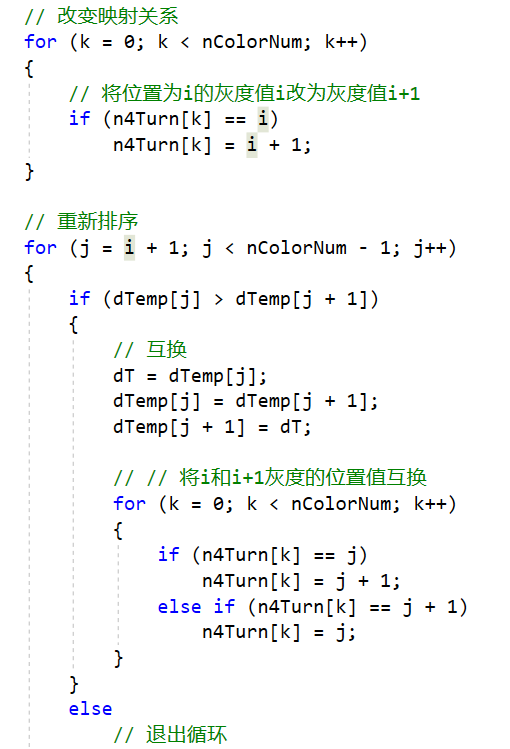 // 改变映射关系
for (k = 0; k < nColorNum; k++)
{
// 将位置为i的灰度值i改为灰度值i+1
if (n4Turn[k] == i)
n4Turn[k] = i + 1;
}
// 重新排序
for (j = i + 1; j < nColorNum - 1; j++)
{
if (dTemp[j] > dTemp[j + 1])
{
// 互换
dT = dTemp[j];
dTemp[j] = dTemp[j + 1];
dTemp[j + 1] = dT;
// // 将i和i+1灰度的位置值互换
for (k = 0; k < nColorNum; k++)
{
if (n4Turn[k] == j)
n4Turn[k] = j + 1;
else if (n4Turn[k] == j + 1)
n4Turn[k] = j;
}
}
else
// 退出循环